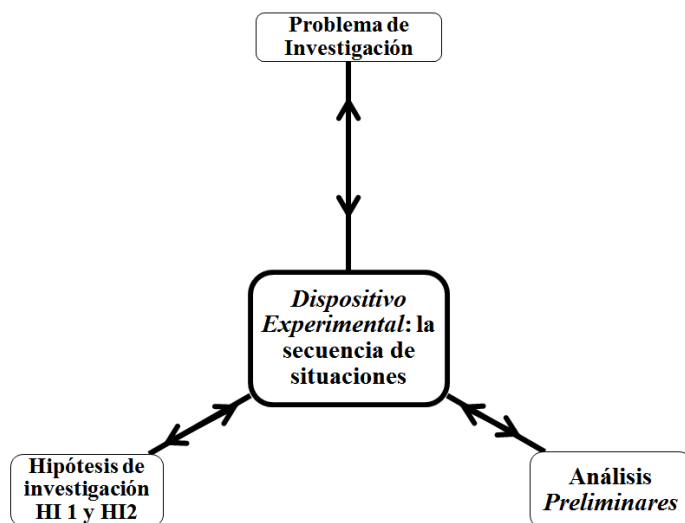 Problema de
Investigación
Dispositivo
Experimental: la
secuencia de
situaciones
Hipótesis de
investigación
HI 1 y HI2
Análisis
Preliminares